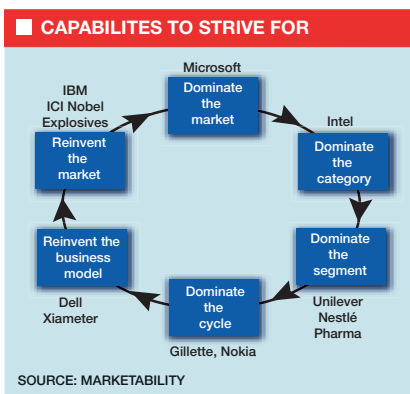 CAPABILITES TO STRIVE FOR
Microsoft
Dominate
the
market
Intel
Dominate
the
category
Dominate
the
segment
Unilever
Nestlé
Pharma
Dominate
the
cycle
Gillette, Nokia
Reinvent the
business
model
Dell
Xiameter
IBM
ICI Nobel
Explosives
Reinvent
the
market
SOURCE: MARKETABILITY